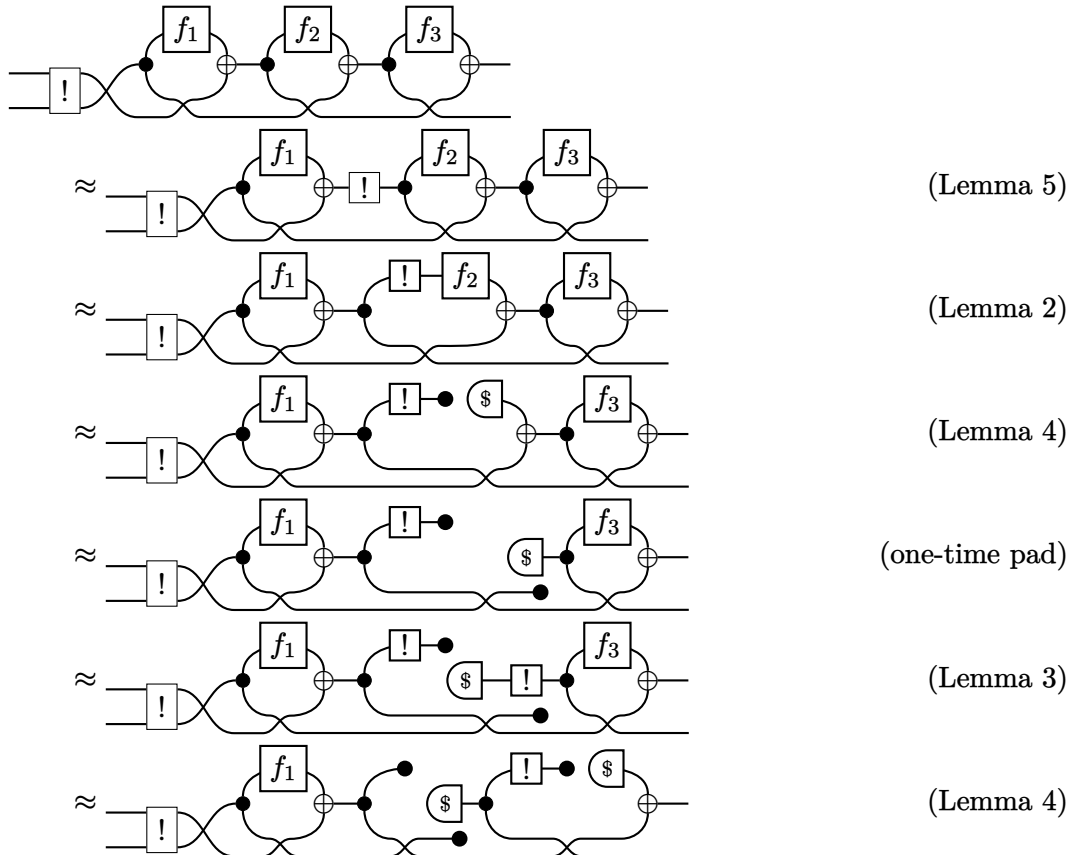 f₁ f₂ f₃
!
f₁ f₂ f₃
≈ ! ! (Lemma 5)
f₁ ! f₂ f₃
≈ ! (Lemma 2)
f₁ ! $ f₃
≈ ! (Lemma 4)
f₁ ! f₃
≈ ! $ (one-time pad)
f₁ ! f₃
≈ ! $ ! (Lemma 3)
f₁ ! $
≈ ! $ (Lemma 4)